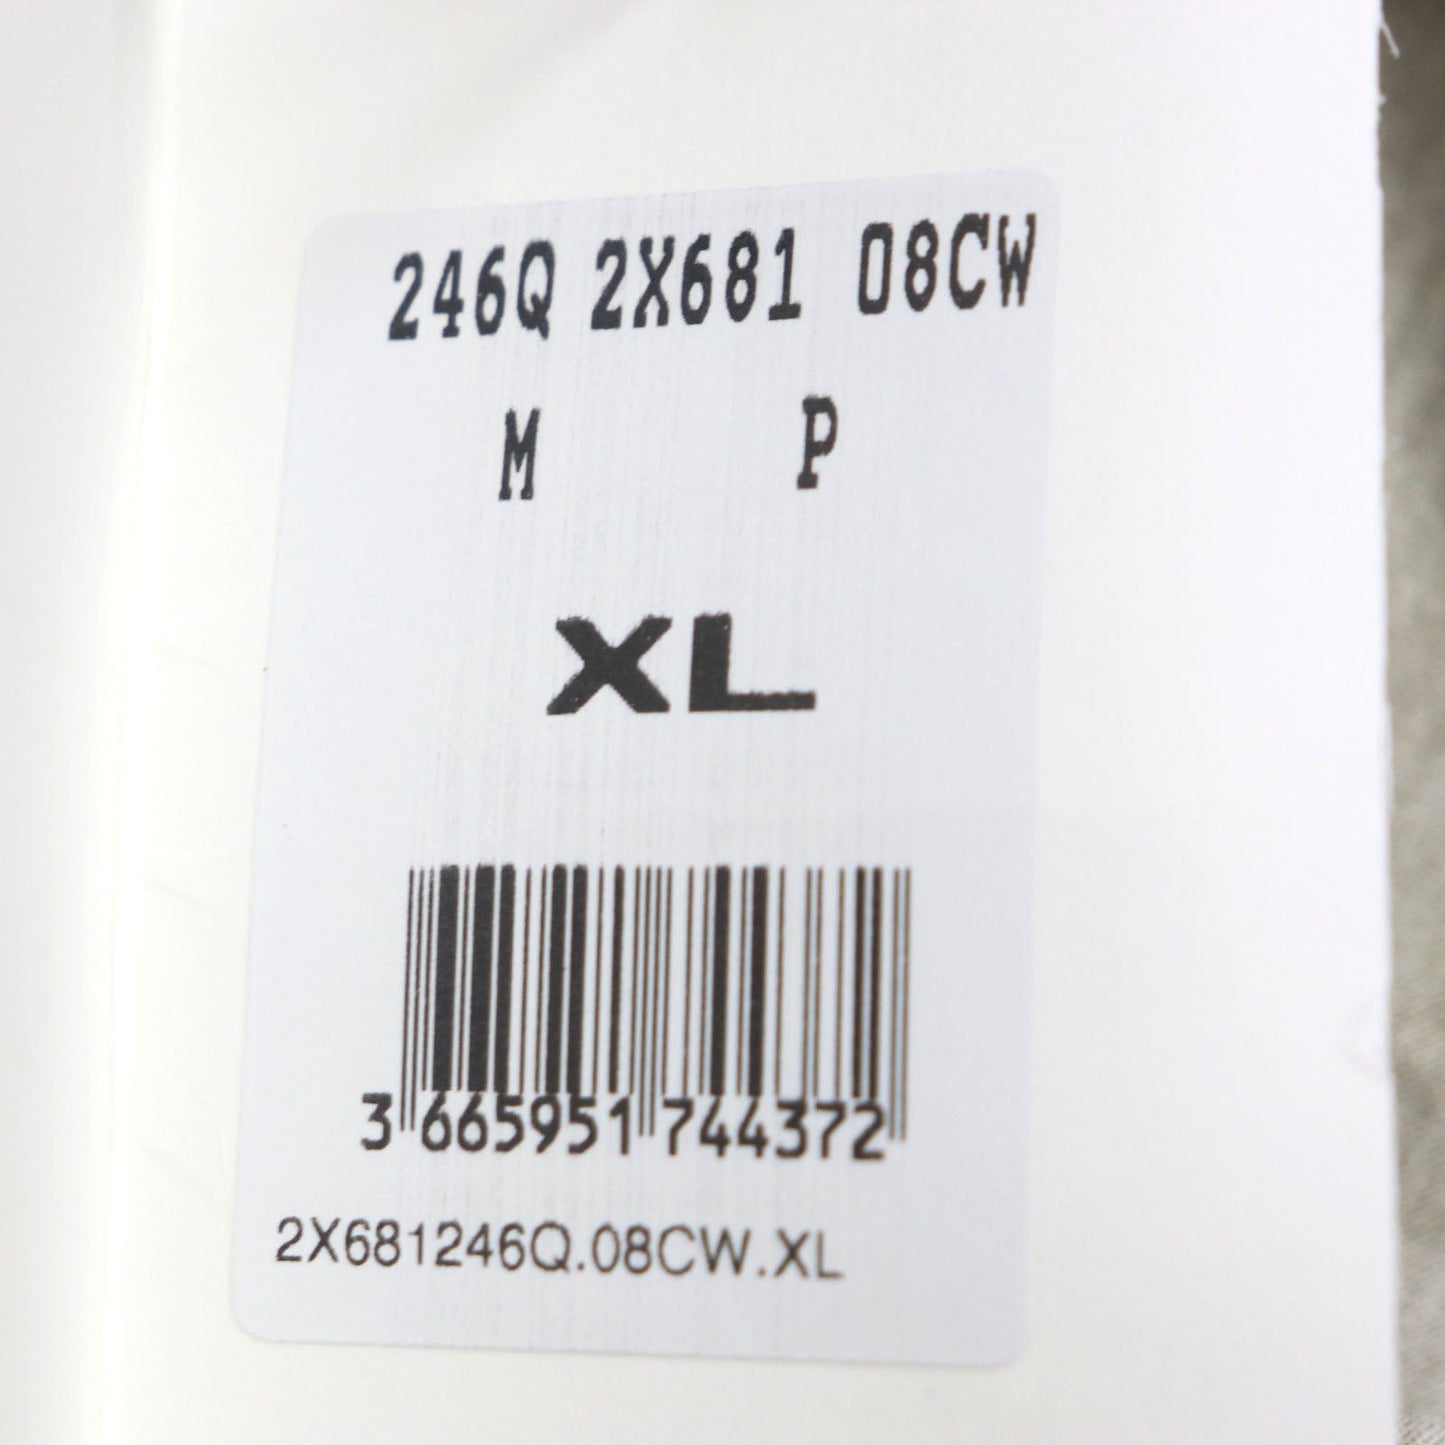 246Q 2X681 08CW
M P
XL
3 665951 744372
2X681246Q.08CW.XL